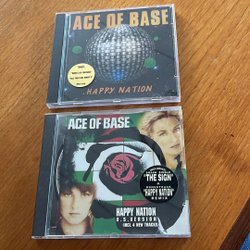 ACE OF BASE
HAPPY NATION
ACE OF BASE
"THE SIGN"
"HAPPY NATION"
REMIX
HAPPY NATION
U.S. VERSION
INCL 4 NEW TRACKS